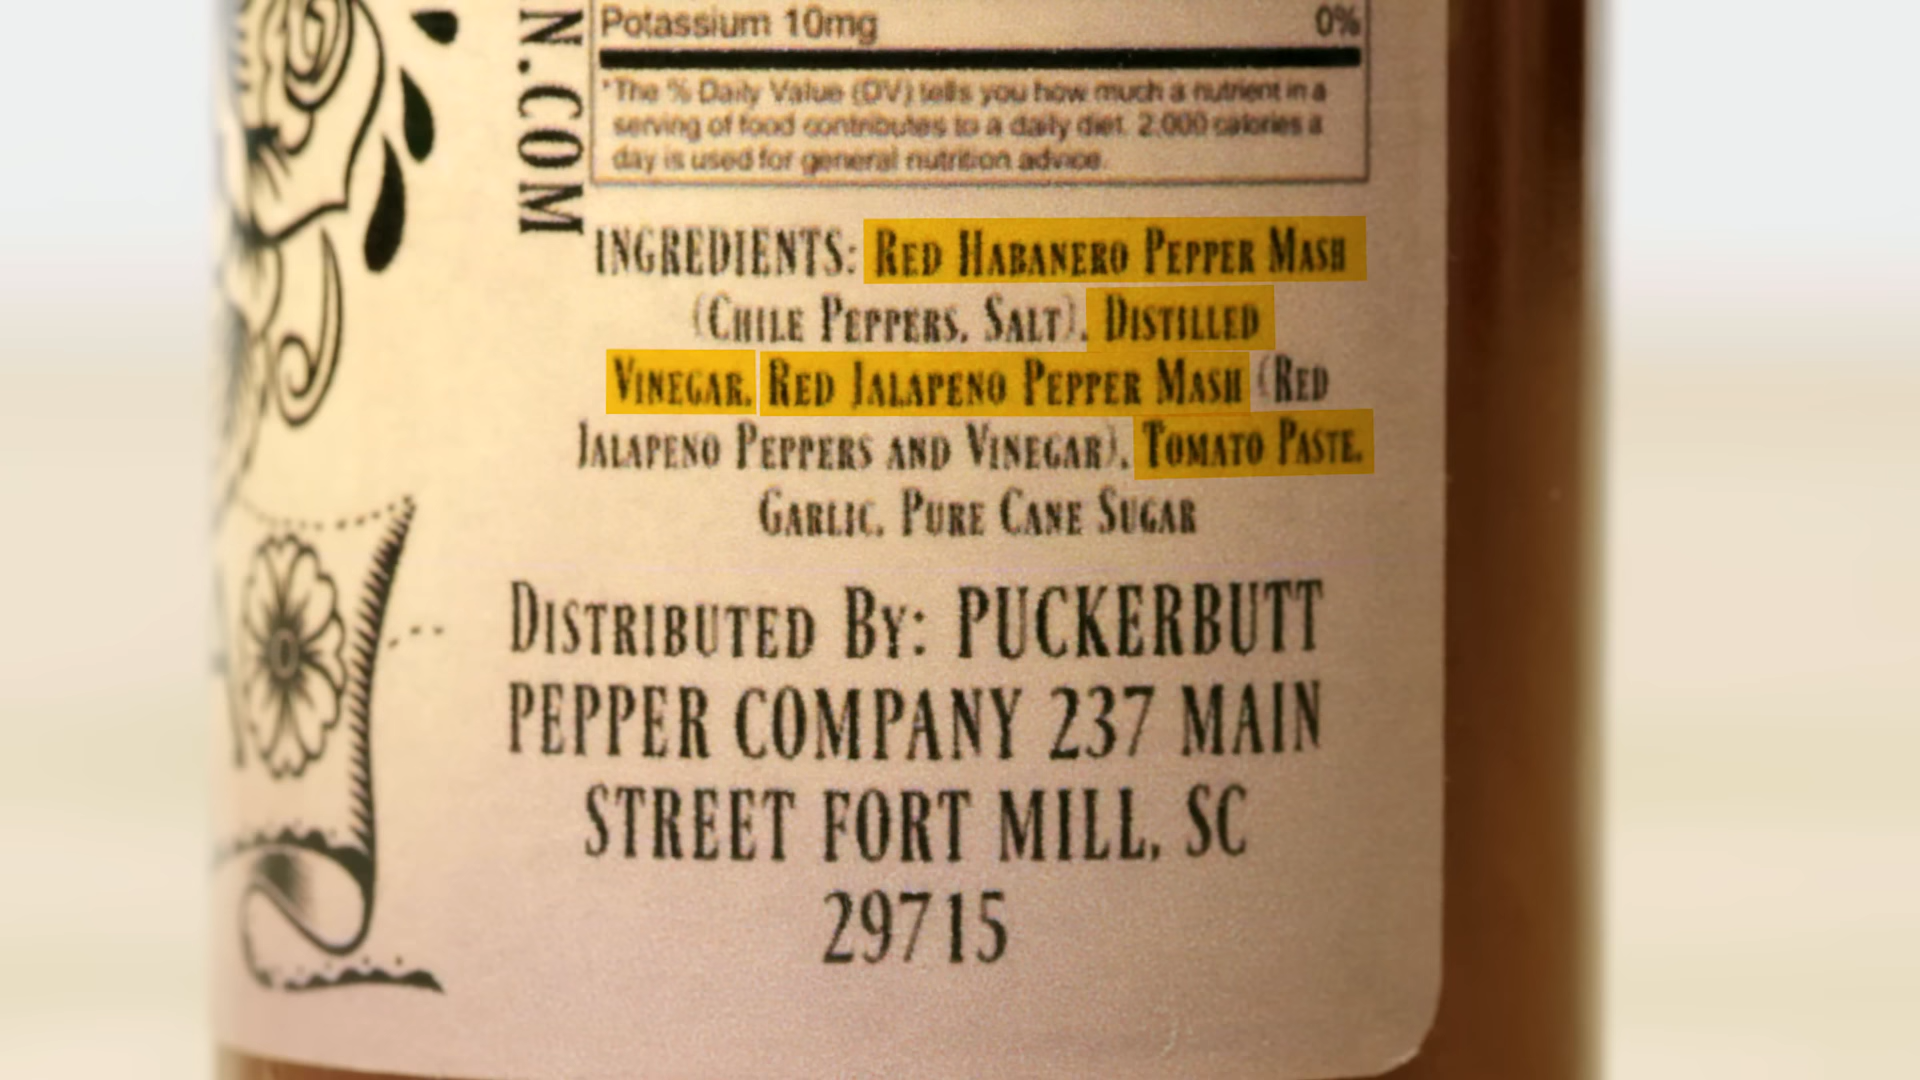 N.COM
Potassium 10mg 0%
*The % Daily Value (DV) tells you how much a nutrient in a
serving of food contributes to a daily diet. 2,000 calories a
day is used for general nutrition advice.
INGREDIENTS: RED HABANERO PEPPER MASH
(CHILE PEPPERS, SALT), DISTILLED
VINEGAR, RED JALAPENO PEPPER MASH (RED
JALAPENO PEPPERS AND VINEGAR), TOMATO PASTE,
GARLIC, PURE CANE SUGAR
DISTRIBUTED BY: PUCKERBUTT
PEPPER COMPANY 237 MAIN
STREET FORT MILL, SC
29715